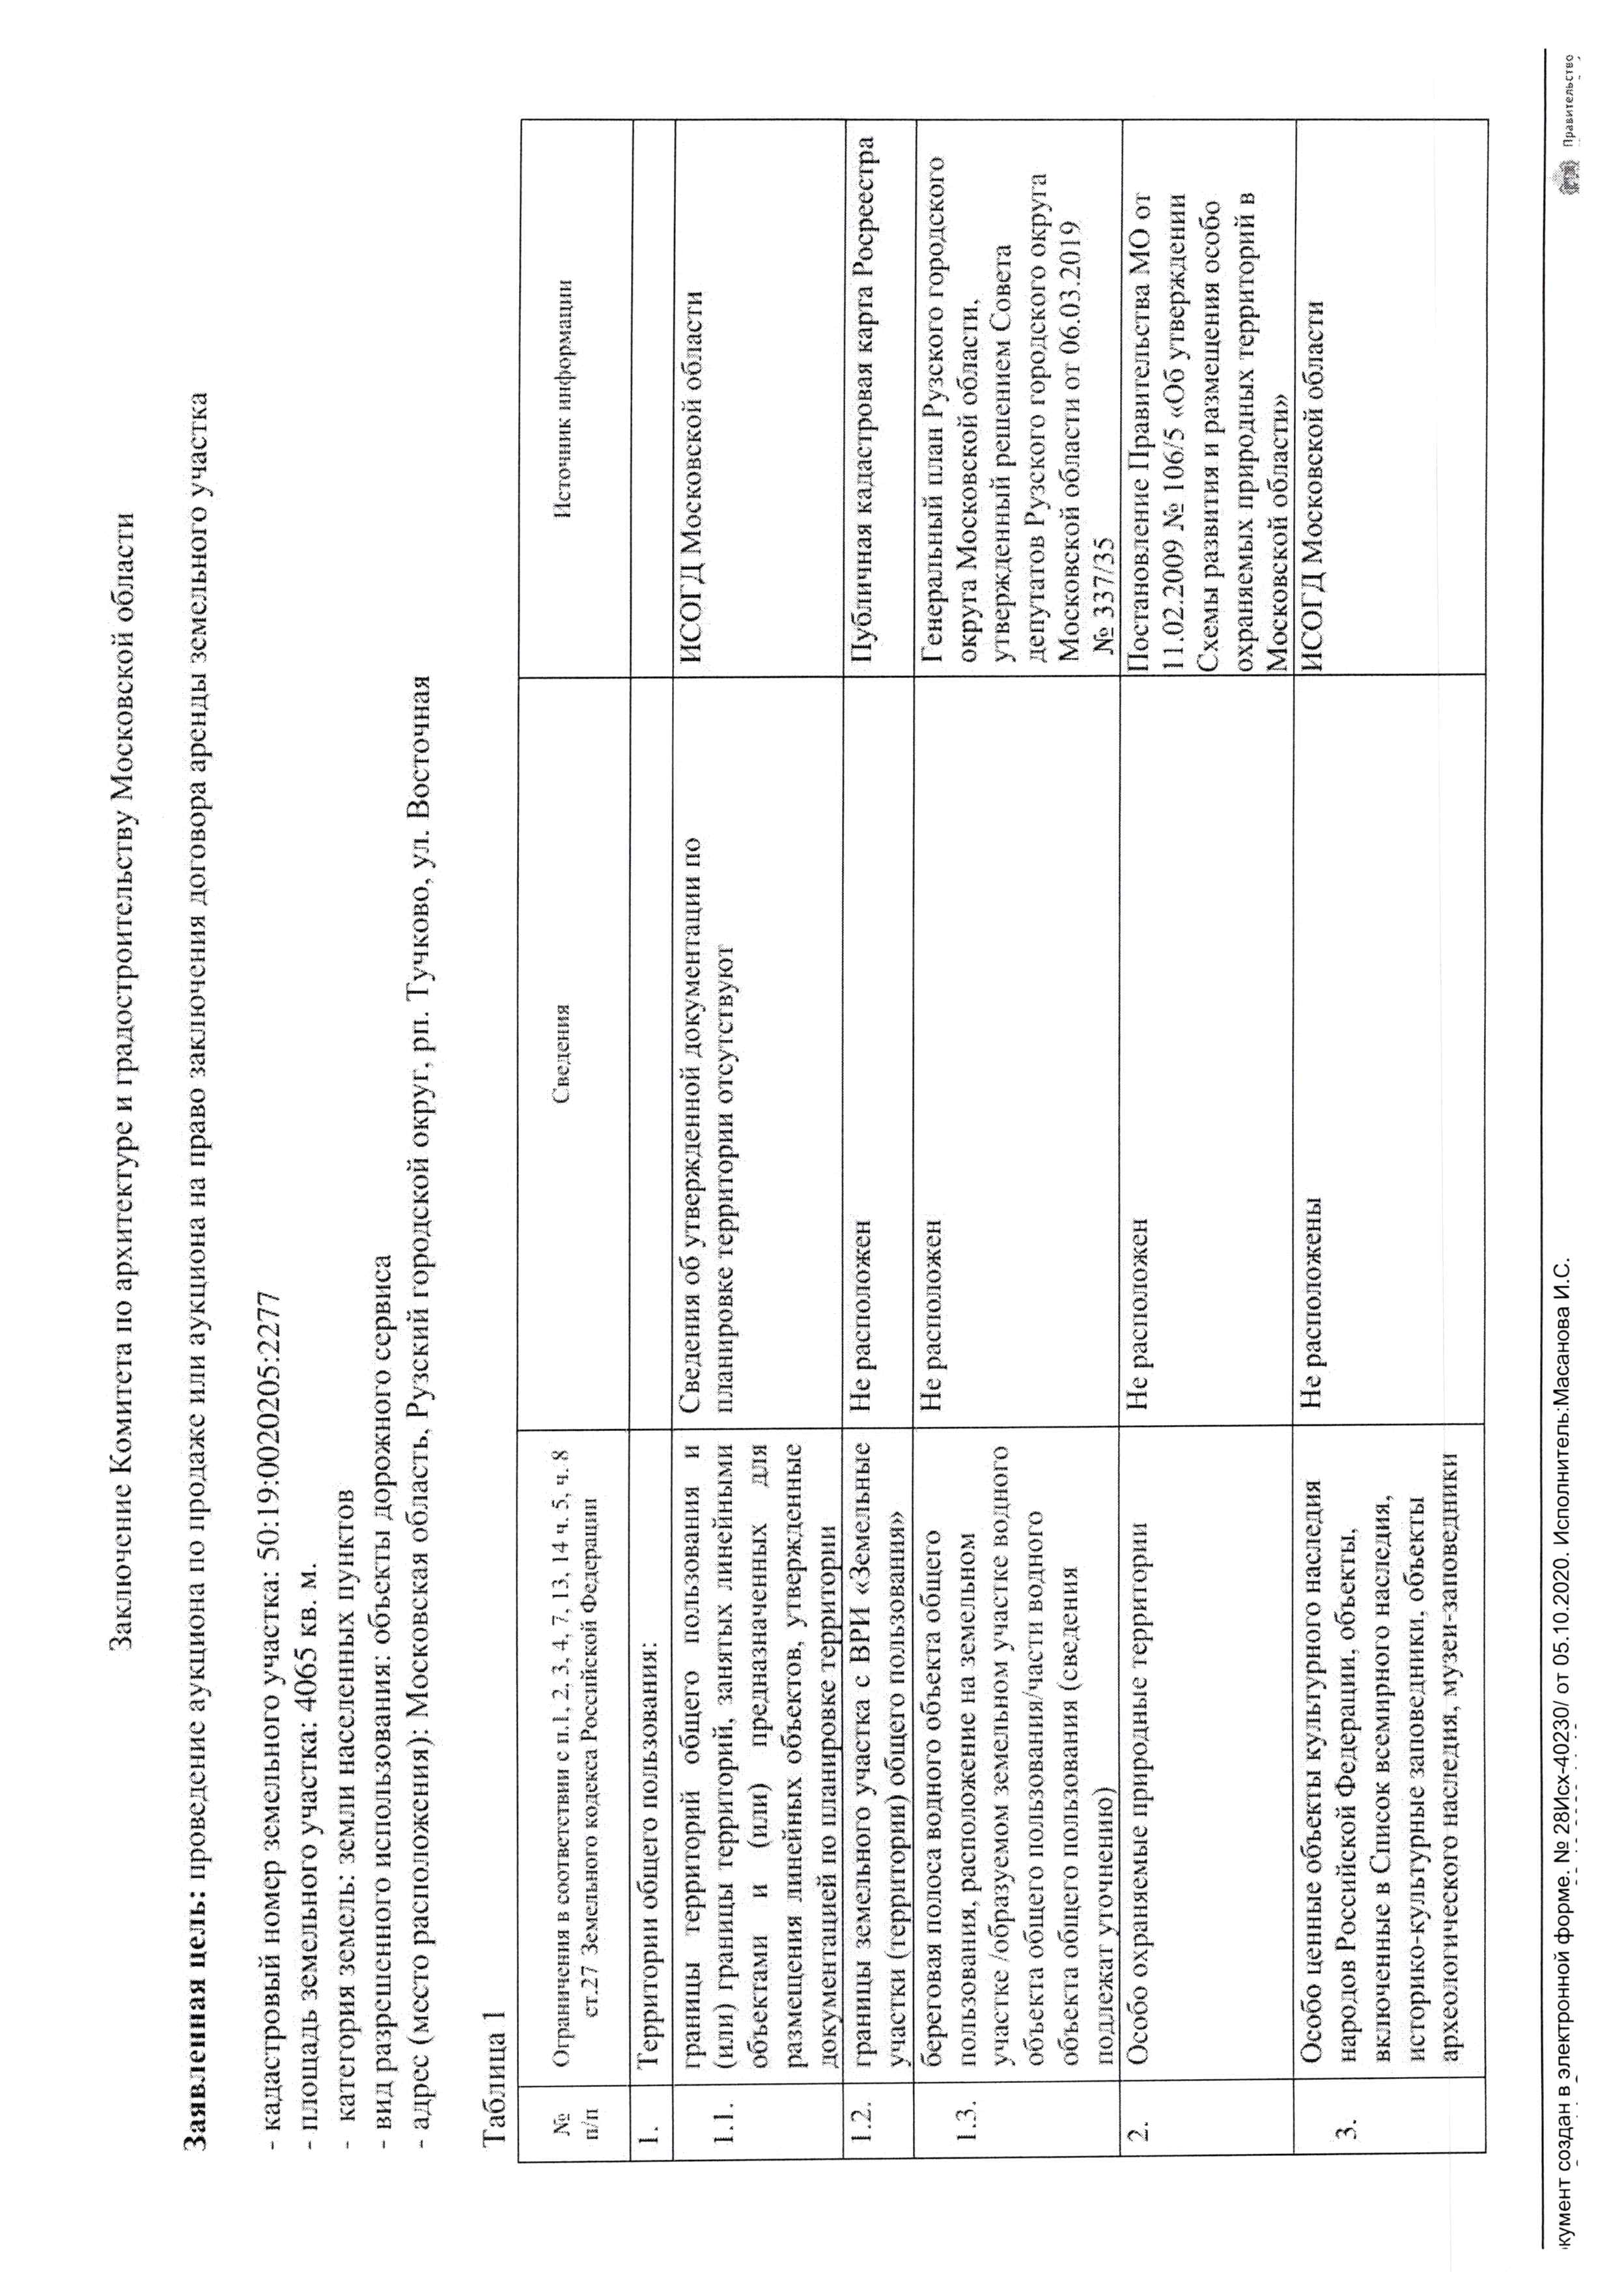 Заключение Комитета по архитектуре и градостроительству Московской области
Заявленная цель: проведение аукциона по продаже или аукциона на право заключения договора аренды земельного участка
- кадастровый номер земельного участка: 50:19:0020205:2277
- площадь земельного участка: 4065 кв. м.
- категория земель: земли населенных пунктов
- вид разрешенного использования: объекты дорожного сервиса
- адрес (место расположения): Московская область, Рузский городской округ, рп. Тучково, ул. Восточная
Таблица 1
№
п/п
Ограничения в соответствии с п.1, 2, 3, 4, 7, 13, 14 ч. 5, ч. 8
ст.27 Земельного кодекса Российской Федерации
Сведения
Источник информации
1.
Территории общего пользования:
1.1.
границы территорий общего пользования и
(или) границы территорий, занятых линейными
объектами и (или) предназначенных для
размещения линейных объектов, утвержденные
документацией по планировке территории
Сведения об утвержденной документации по
планировке территории отсутствуют
ИСОГД Московской области
1.2.
границы земельного участка с ВРИ «Земельные
участки (территории) общего пользования»
Не расположен
Публичная кадастровая карта Росреестра
1.3.
береговая полоса водного объекта общего
пользования, расположение на земельном
участке /образуемом земельном участке водного
объекта общего пользования/части водного
объекта общего пользования (сведения
подлежат уточнению)
Не расположен
Генеральный план Рузского городского
округа Московской области,
утвержденный решением Совета
депутатов Рузского городского округа
Московской области от 06.03.2019
№ 337/35
2.
Особо охраняемые природные территории
Не расположен
Постановление Правительства МО от
11.02.2009 № 106/5 «Об утверждении
Схемы развития и размещения особо
охраняемых природных территорий в
Московской области»
3.
Особо ценные объекты культурного наследия
народов Российской Федерации, объекты,
включенные в Список всемирного наследия,
историко-культурные заповедники, объекты
археологического наследия, музеи-заповедники
Не расположены
ИСОГД Московской области
кумент создан в электронной форме. № 28Исх-40230/ от 05.10.2020. Исполнитель:Масанова И.С.
Правительство